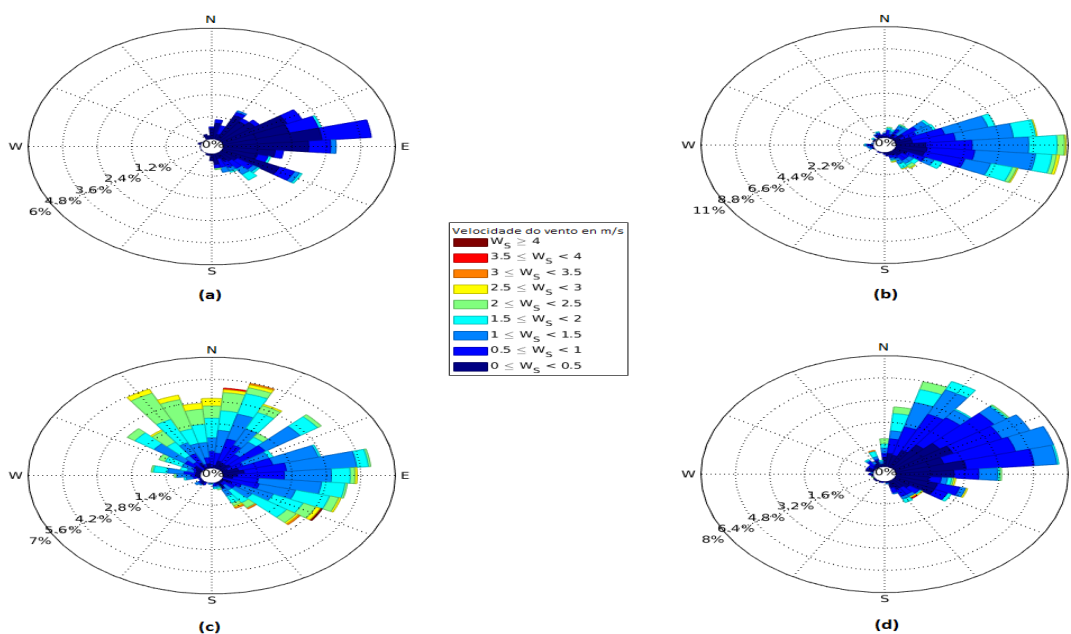 N
W
E
S
0%
1.2%
2.4%
3.6%
4.8%
6%
(a)
N
W
E
S
0%
2.2%
4.4%
6.6%
8.8%
11%
(b)
Velocidade do vento en m/s
W_S ≥ 4
3.5 ≤ W_S < 4
3 ≤ W_S < 3.5
2.5 ≤ W_S < 3
2 ≤ W_S < 2.5
1.5 ≤ W_S < 2
1 ≤ W_S < 1.5
0.5 ≤ W_S < 1
0 ≤ W_S < 0.5
N
W
E
S
0%
1.4%
2.8%
4.2%
5.6%
7%
(c)
N
W
E
S
0%
1.6%
3.2%
4.8%
6.4%
8%
(d)